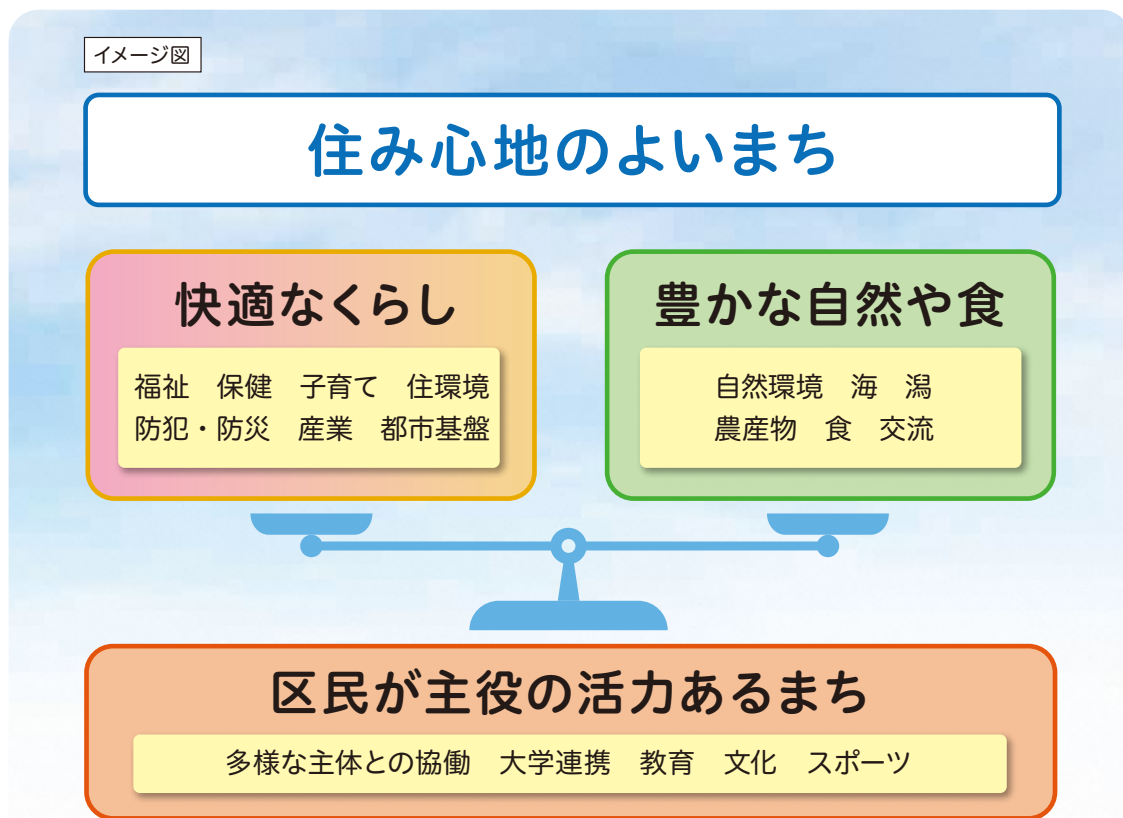 イメージ図
住み心地のよいまち
快適なくらし
福祉　保健　子育て　住環境
防犯・防災　産業　都市基盤
豊かな自然や食
自然環境　海　潟
農産物　食　交流
区民が主役の活力あるまち
多様な主体との協働　大学連携　教育　文化　スポーツ